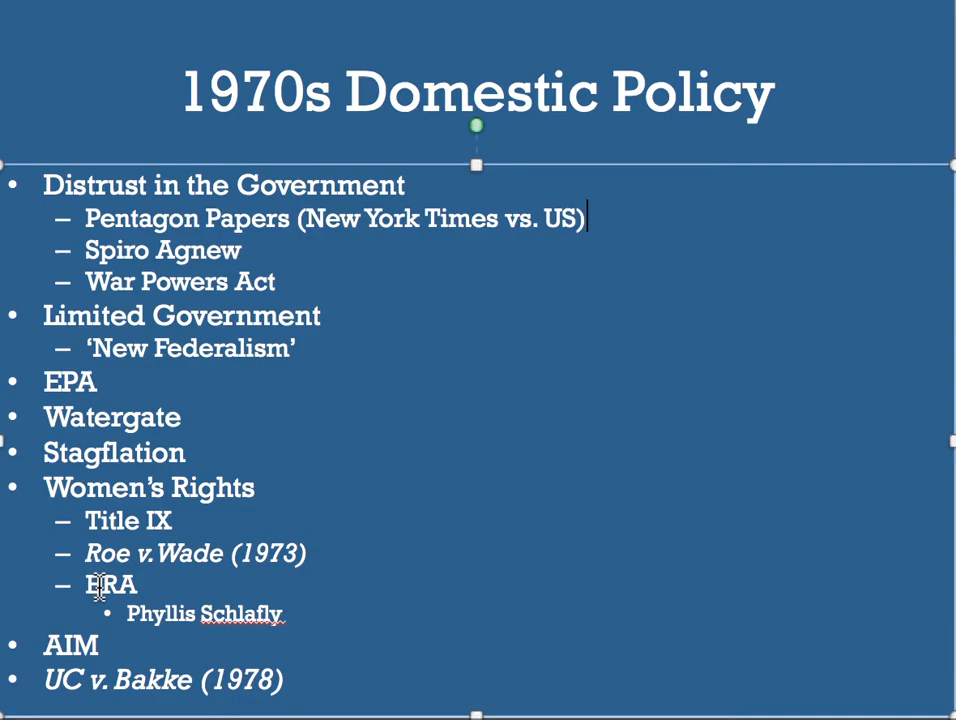 1970s Domestic Policy
• Distrust in the Government
– Pentagon Papers (New York Times vs. US)
– Spiro Agnew
– War Powers Act
• Limited Government
– ‘New Federalism’
• EPA
• Watergate
• Stagflation
• Women’s Rights
– Title IX
– Roe v. Wade (1973)
– ERA
• Phyllis Schlafly
• AIM
• UC v. Bakke (1978)